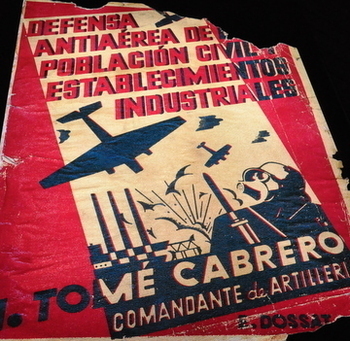 DEFENSA
ANTIAÉREA DE
POBLACIÓN CIVIL
ESTABLECIMIENTOS
INDUSTRIALES
J. TOMÉ CABRERO
COMANDANTE de ARTILLERI
E. DOSSAT